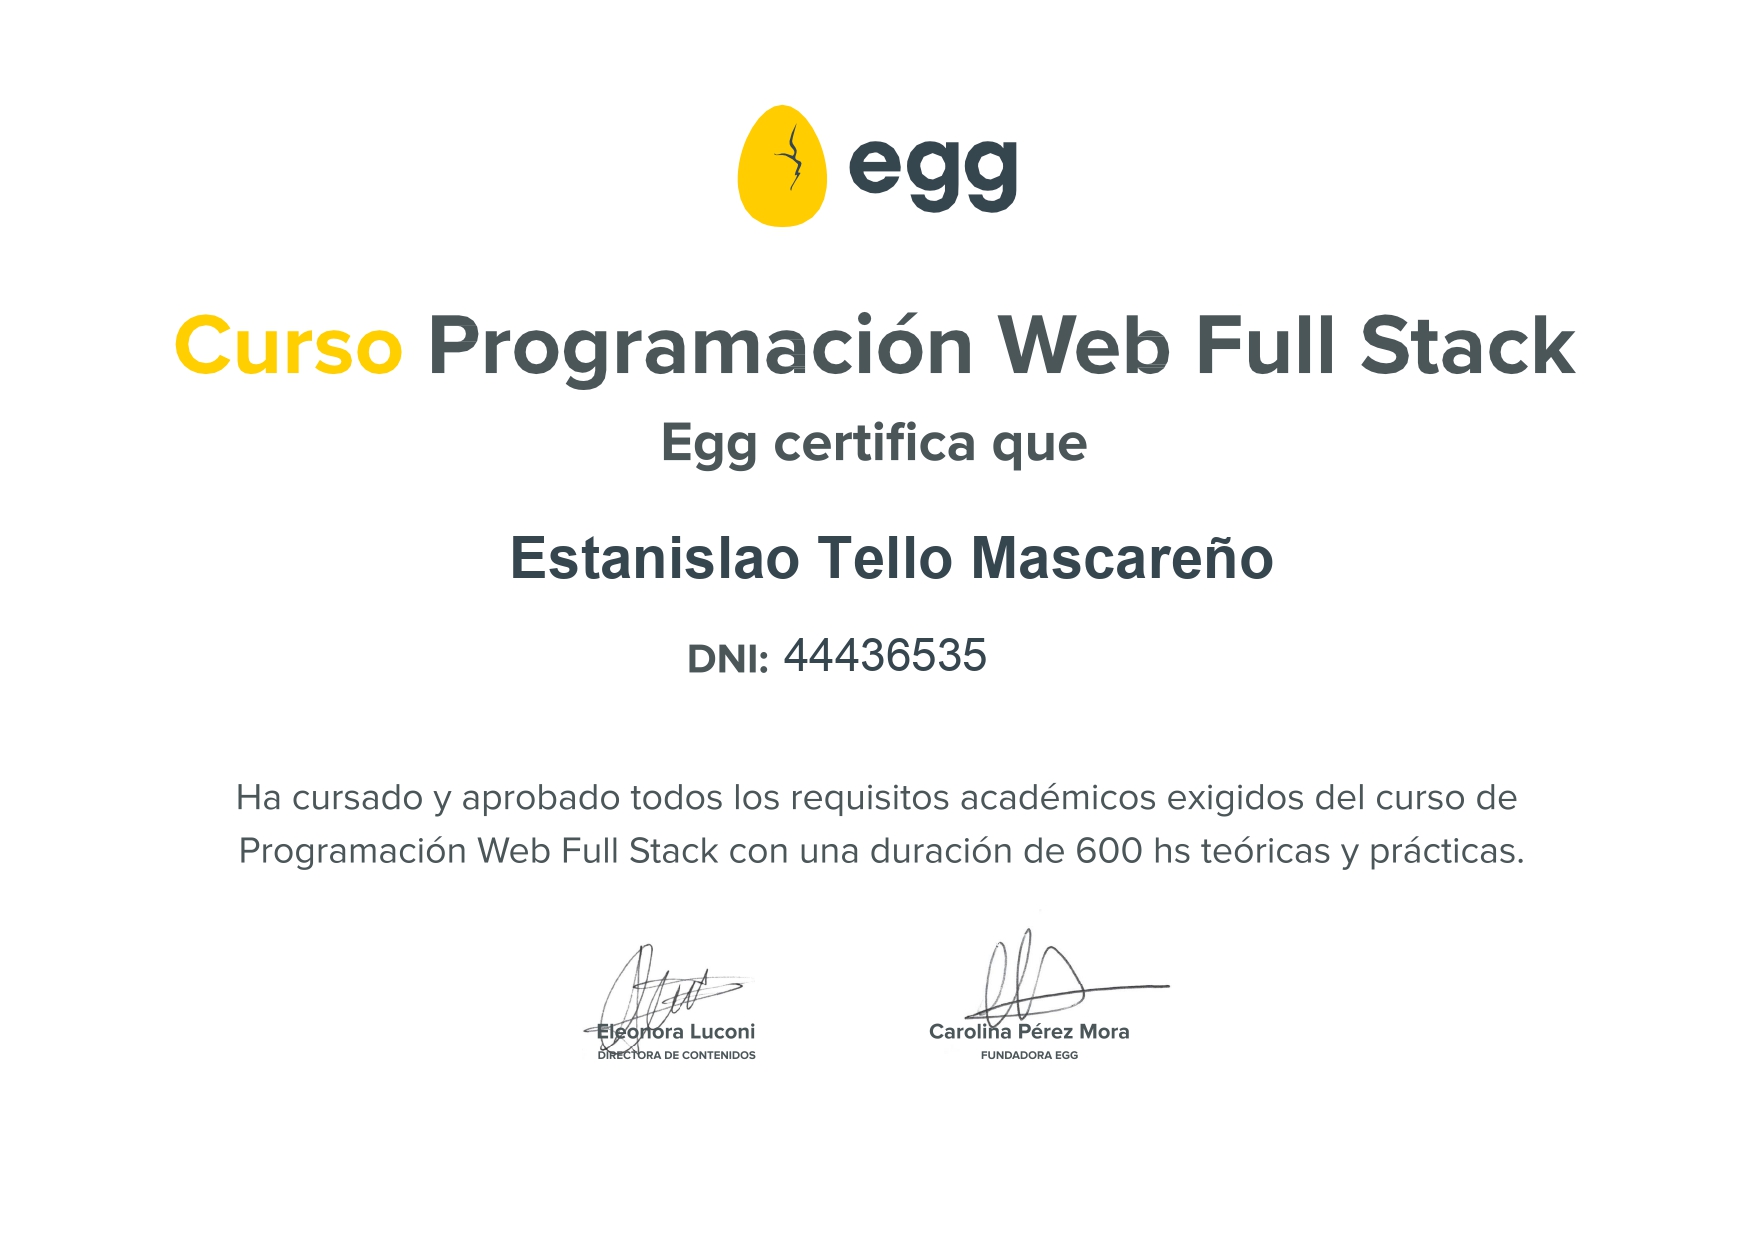 egg
Curso Programación Web Full Stack
Egg certifica que
Estanislao Tello Mascareño
DNI: 44436535
Ha cursado y aprobado todos los requisitos académicos exigidos del curso de
Programación Web Full Stack con una duración de 600 hs teóricas y prácticas.
Eleonora Luconi
DIRECTORA DE CONTENIDOS
Carolina Pérez Mora
FUNDADORA EGG